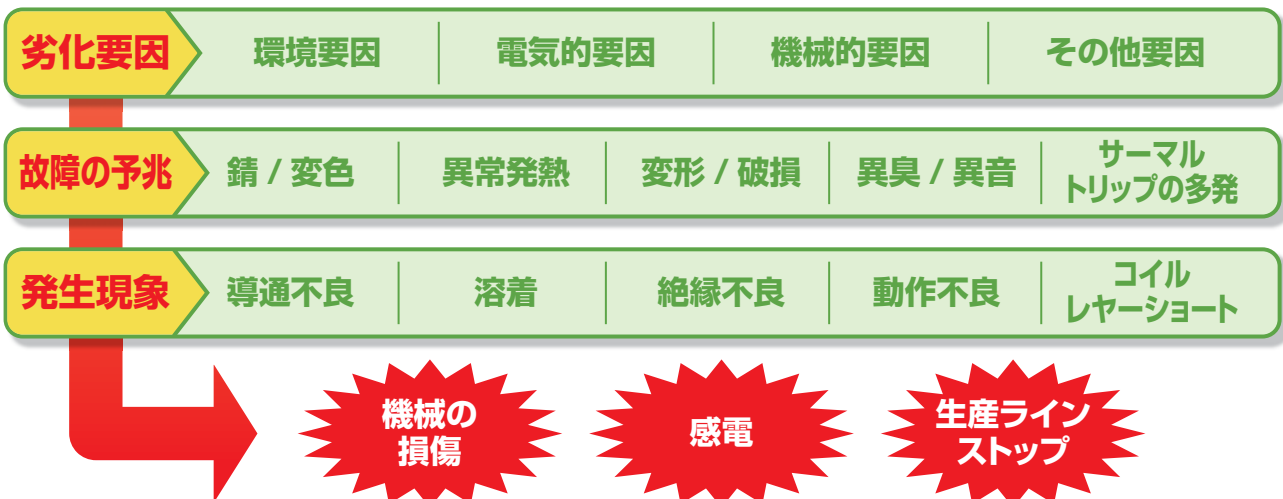 劣化要因
環境要因
電気的要因
機械的要因
その他要因
故障の予兆
錆 / 変色
異常発熱
変形 / 破損
異臭 / 異音
サーマル
トリップの多発
発生現象
導通不良
溶着
絶縁不良
動作不良
コイル
レヤーショート
機械の
損傷
感電
生産ライン
ストップ